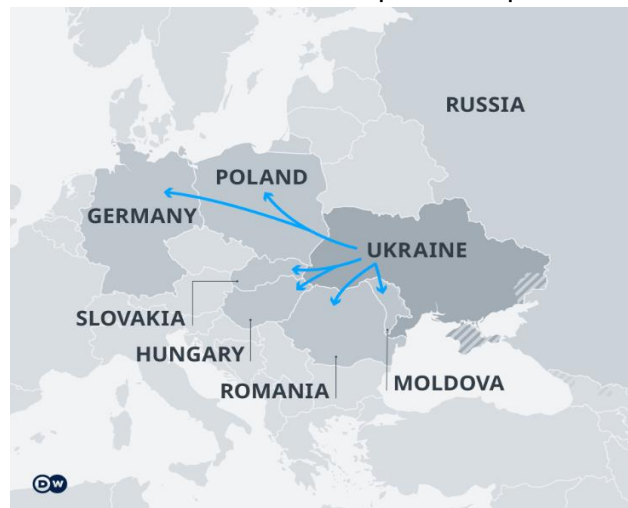 RUSSIA
POLAND
GERMANY
UKRAINE
SLOVAKIA
HUNGARY
ROMANIA
MOLDOVA
DW